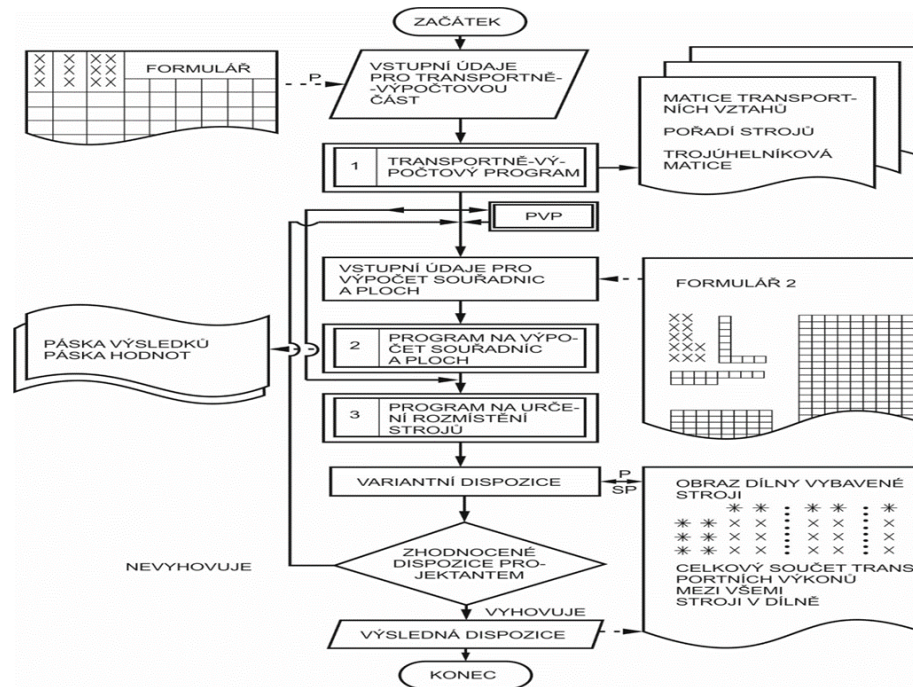 ZAČÁTEK
FORMULÁŘ
P
VSTUPNÍ ÚDAJE
PRO TRANSPORTNĚ-
-VÝPOČTOVOU
ČÁST
MATICE TRANSPORT-
NÍCH VZTAHŮ
POŘADÍ STROJŮ
TROJÚHELNÍKOVÁ
MATICE
1
TRANSPORTNĚ-VÝ-
POČTOVÝ PROGRAM
PVP
VSTUPNÍ ÚDAJE PRO
VÝPOČET SOUŘADNIC
A PLOCH
FORMULÁŘ 2
PÁSKA VÝSLEDKŮ
PÁSKA HODNOT
2
PROGRAM NA VÝPO-
ČET SOUŘADNIC
A PLOCH
3
PROGRAM NA URČE-
NÍ ROZMÍSTĚNÍ
STROJŮ
VARIANTNÍ DISPOZICE
P
SP
OBRAZ DÍLNY VYBAVENÉ
STROJI
CELKOVÝ SOUČET TRANS
PORTNÍCH VÝKONŮ
MEZI VŠEMI
STROJI V DÍLNĚ
NEVYHOVUJE
ZHODNOCENÉ
DISPOZICE PRO-
JEKTANTEM
VYHOVUJE
VÝSLEDNÁ DISPOZICE
KONEC